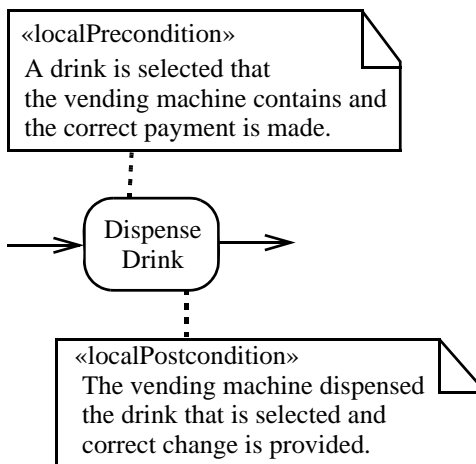 «localPrecondition»
A drink is selected that
the vending machine contains and
the correct payment is made.
Dispense
Drink
«localPostcondition»
The vending machine dispensed
the drink that is selected and
correct change is provided.